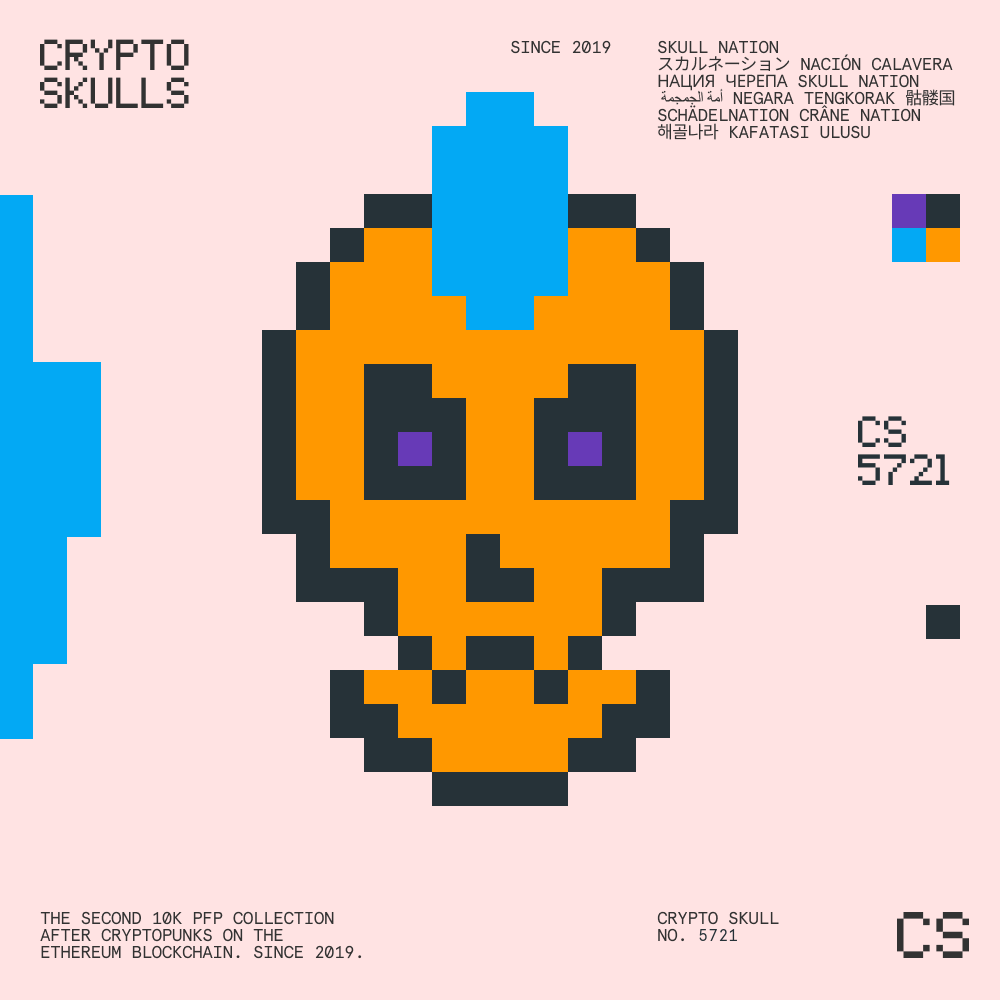 CRYPTO
SKULLS
SINCE 2019
SKULL NATION
スカルネーション NACIÓN CALAVERA
НАЦИЯ ЧЕРЕПА SKULL NATION
أمة الجمجمة NEGARA TENGKORAK 骷髅国
SCHÄDELNATION CRÂNE NATION
해골나라 KAFATASI ULUSU
CS
5721
THE SECOND 10K PFP COLLECTION
AFTER CRYPTOPUNKS ON THE
ETHEREUM BLOCKCHAIN. SINCE 2019.
CRYPTO SKULL
NO. 5721
CS